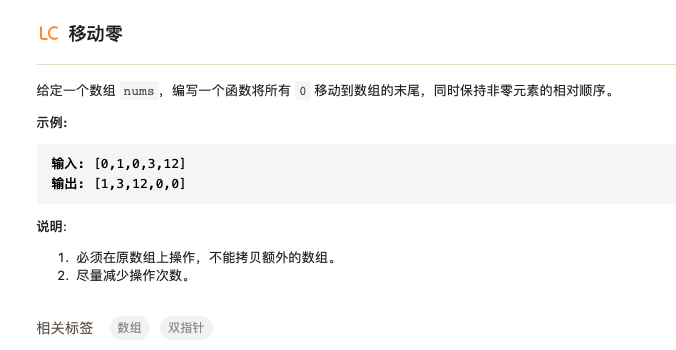 LC 移动零
给定一个数组 nums，编写一个函数将所有 0 移动到数组的末尾，同时保持非零元素的相对顺序。
示例:
输入: [0,1,0,3,12]
输出: [1,3,12,0,0]
说明:
1. 必须在原数组上操作，不能拷贝额外的数组。
2. 尽量减少操作次数。
相关标签 数组 双指针